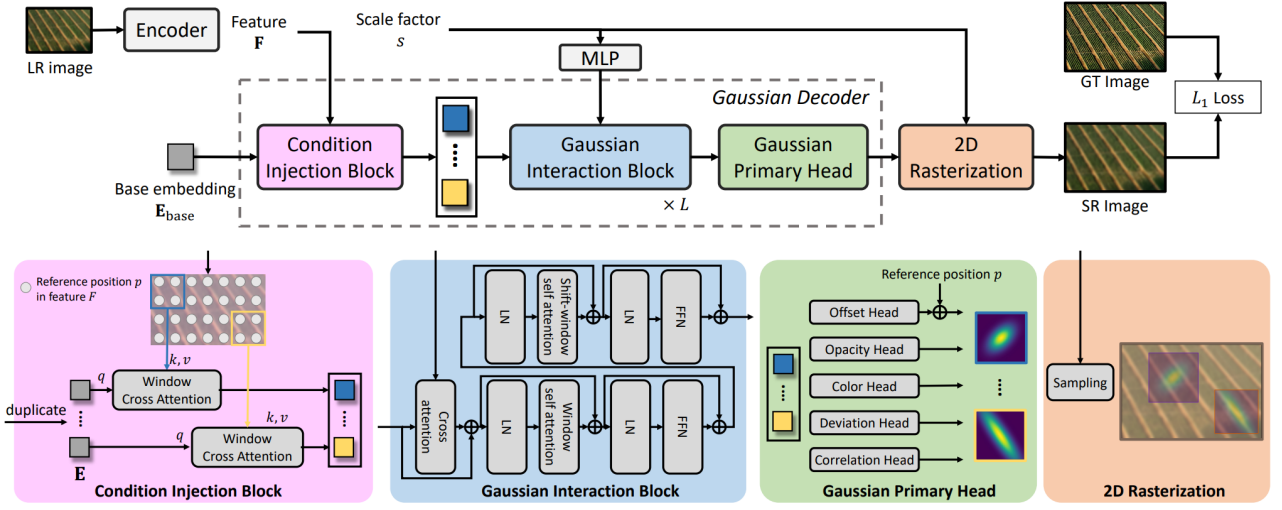 LR image
Encoder
Feature
F
Scale factor
s
MLP
Gaussian Decoder
GT Image
L₁ Loss
Base embedding
E_base
Condition
Injection Block
Gaussian
Interaction Block
× L
Gaussian
Primary Head
2D
Rasterization
SR Image
Reference position p
in feature F
k, v
q
Window
Cross Attention
duplicate
k, v
q
Window
Cross Attention
E
Condition Injection Block
LN
Shift-window
self attention
LN
FFN
Cross
attention
LN
Window
self attention
LN
FFN
Gaussian Interaction Block
Reference position p
Offset Head
Opacity Head
Color Head
Deviation Head
Correlation Head
Gaussian Primary Head
Sampling
2D Rasterization